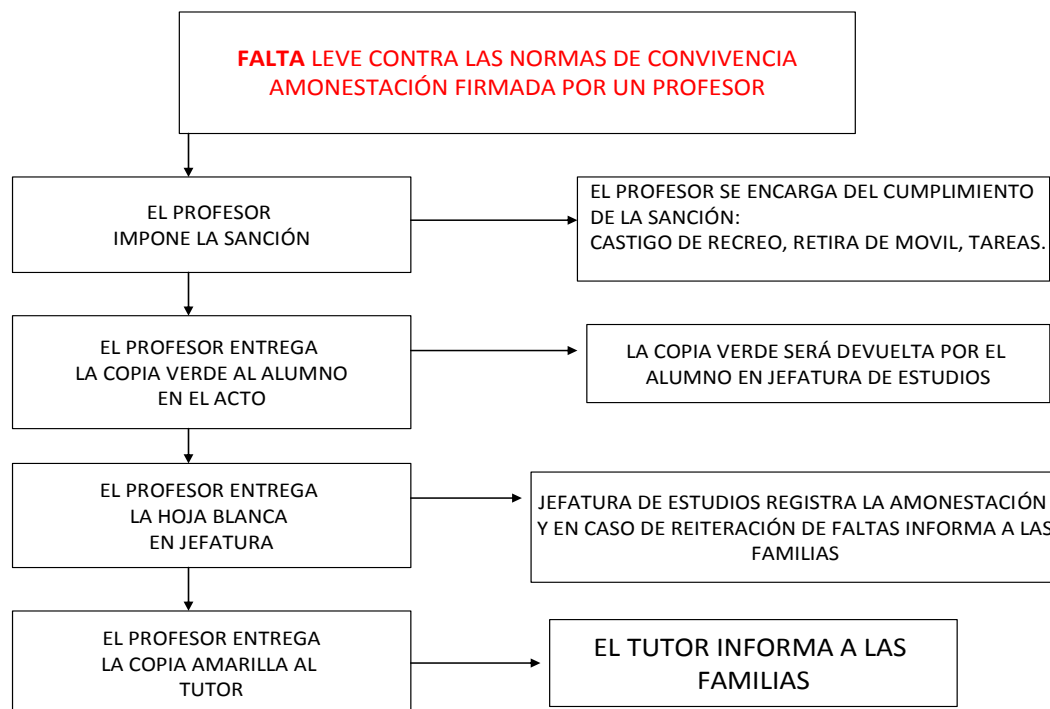 FALTA LEVE CONTRA LAS NORMAS DE CONVIVENCIA
AMONESTACIÓN FIRMADA POR UN PROFESOR
EL PROFESOR
IMPONE LA SANCIÓN
EL PROFESOR SE ENCARGA DEL CUMPLIMIENTO
DE LA SANCIÓN:
CASTIGO DE RECREO, RETIRA DE MOVIL, TAREAS.
EL PROFESOR ENTREGA
LA COPIA VERDE AL ALUMNO
EN EL ACTO
LA COPIA VERDE SERÁ DEVUELTA POR EL
ALUMNO EN JEFATURA DE ESTUDIOS
EL PROFESOR ENTREGA
LA HOJA BLANCA
EN JEFATURA
JEFATURA DE ESTUDIOS REGISTRA LA AMONESTACIÓN
Y EN CASO DE REITERACIÓN DE FALTAS INFORMA A LAS
FAMILIAS
EL PROFESOR ENTREGA
LA COPIA AMARILLA AL
TUTOR
EL TUTOR INFORMA A LAS
FAMILIAS